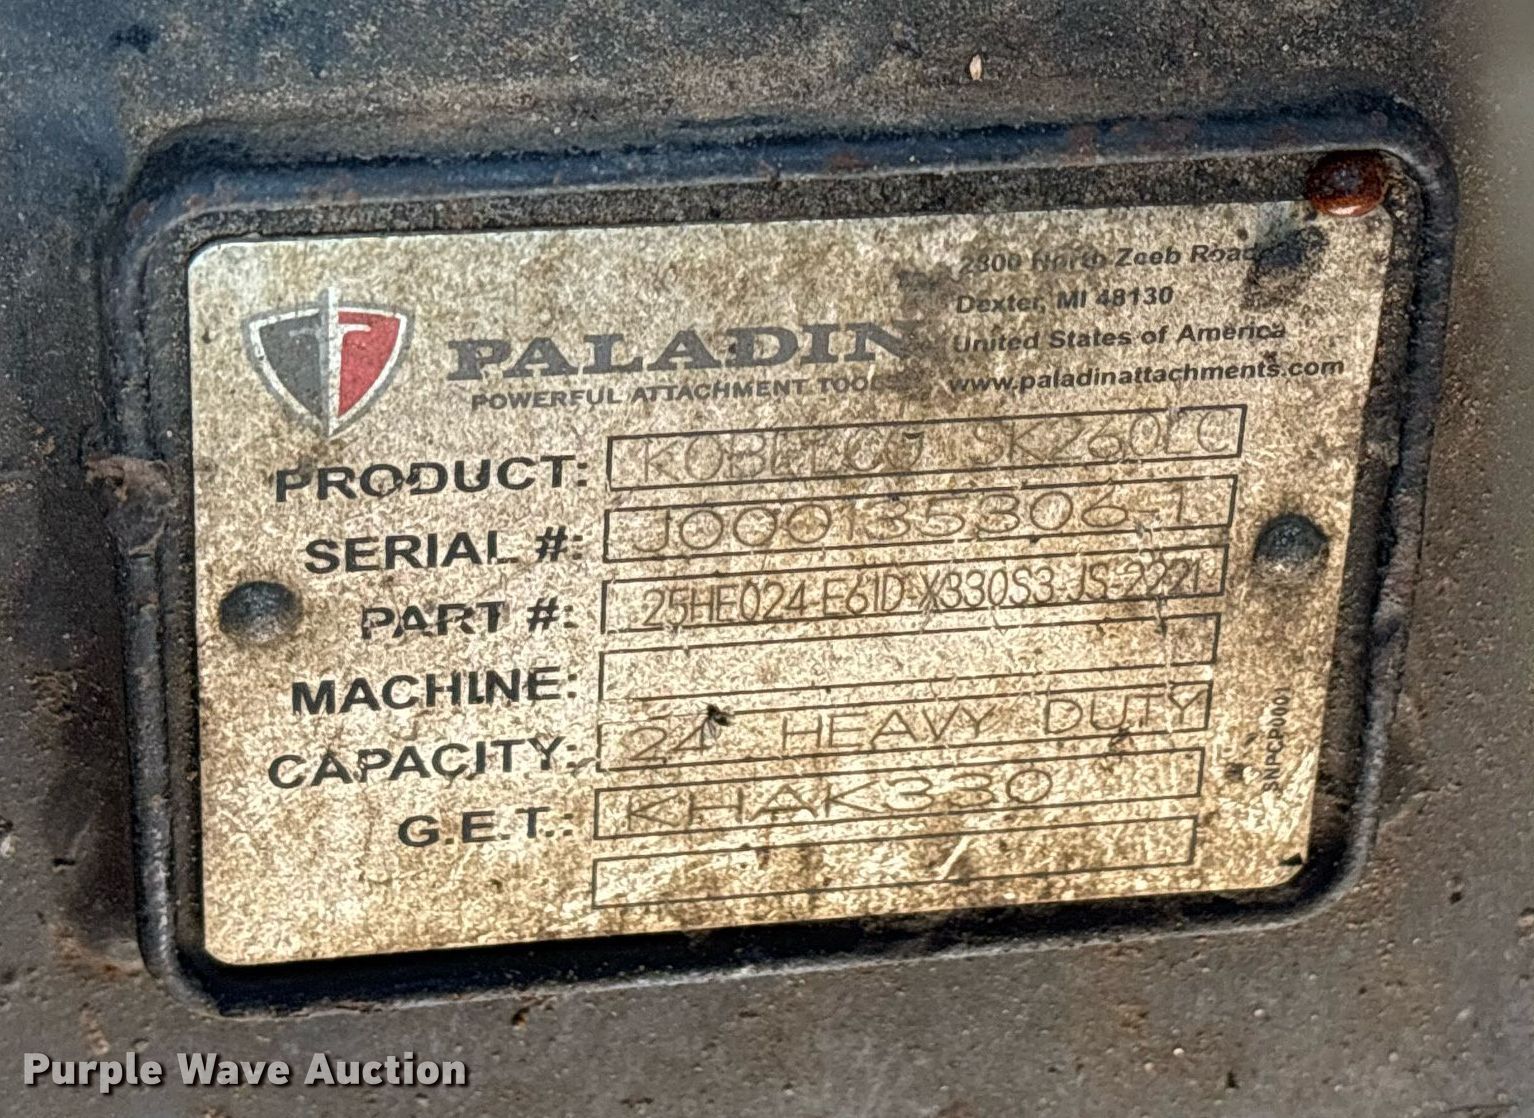 2800 North Zeeb Road
Dexter, MI 48130
United States of America
www.paladinattachments.com
PALADIN
POWERFUL ATTACHMENT TOOLS
PRODUCT: KOBELCO SK260LC
SERIAL #: J000135306-1
PART #: 25HE024-E61D-X330S3-JS-2221
MACHINE:
CAPACITY: 24" HEAVY DUTY
G.E.T.: KHAK330
SNPCP0001
Purple Wave Auction